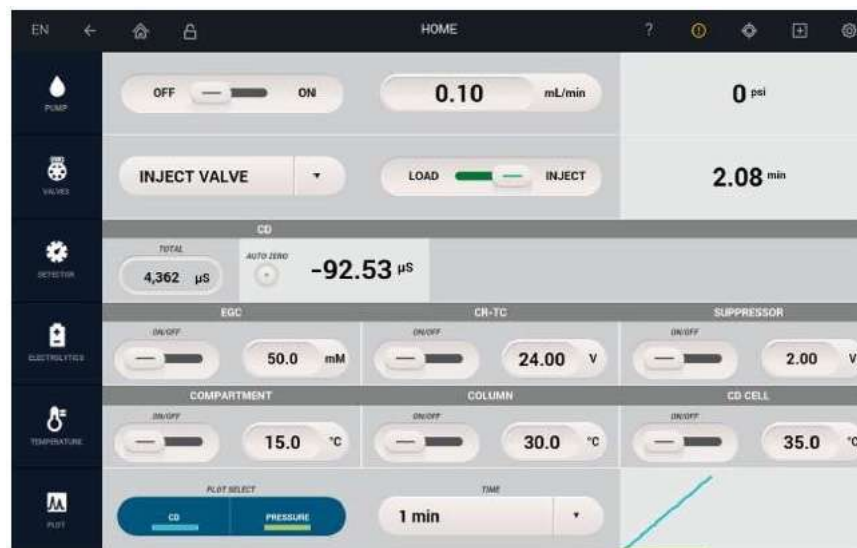 EN HOME ?
PUMP
OFF ON
0.10 mL/min
0 psi
VALVES
INJECT VALVE
LOAD INJECT
2.08 min
DETECTOR
CD
TOTAL
4,362 µS
AUTO ZERO
-92.53 µS
ELECTROLYTICS
EGC CR-TC SUPPRESSOR
ON/OFF ON/OFF ON/OFF
50.0 mM 24.00 V 2.00 V
TEMPERATURE
COMPARTMENT COLUMN CD CELL
ON/OFF ON/OFF ON/OFF
15.0 °C 30.0 °C 35.0 °C
PLOT
PLOT SELECT TIME
CD PRESSURE 1 min